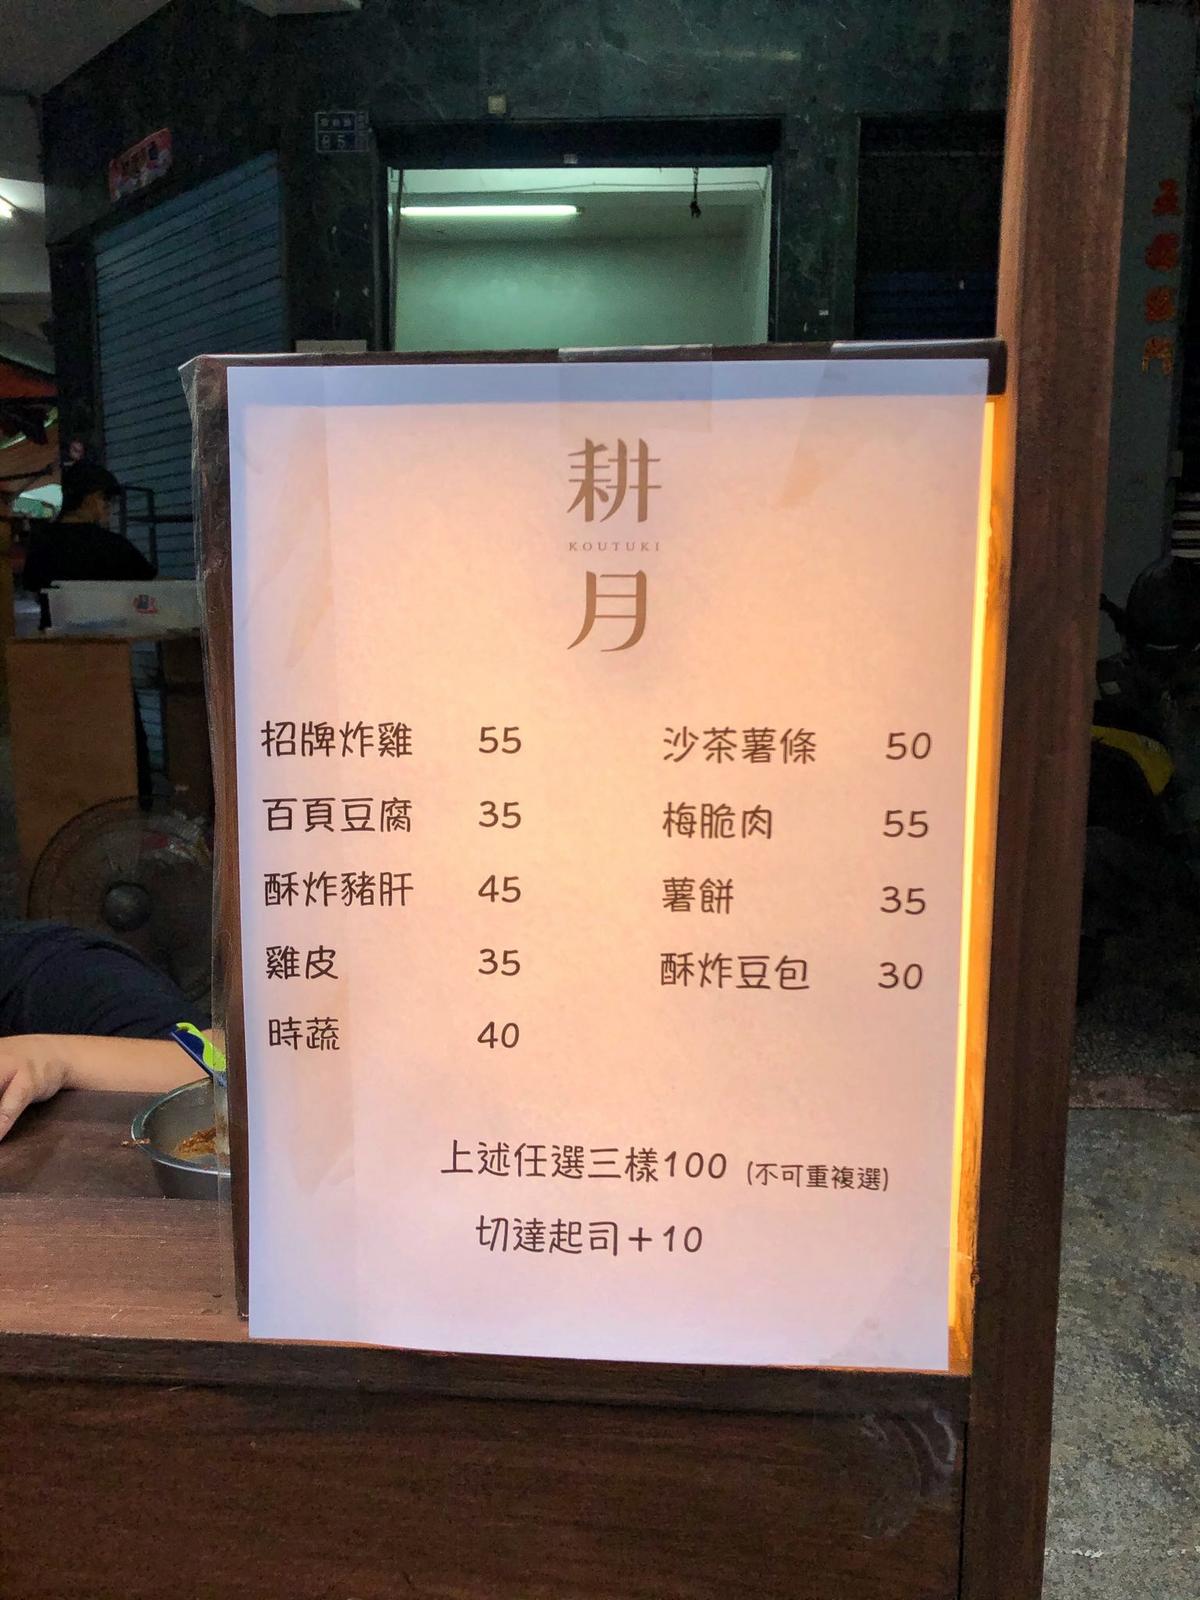 耕
KOUTUKI
月
招牌炸雞 55
百頁豆腐 35
酥炸豬肝 45
雞皮 35
時蔬 40
沙茶薯條 50
梅脆肉 55
薯餅 35
酥炸豆包 30
上述任選三樣100 (不可重複選)
切達起司+10